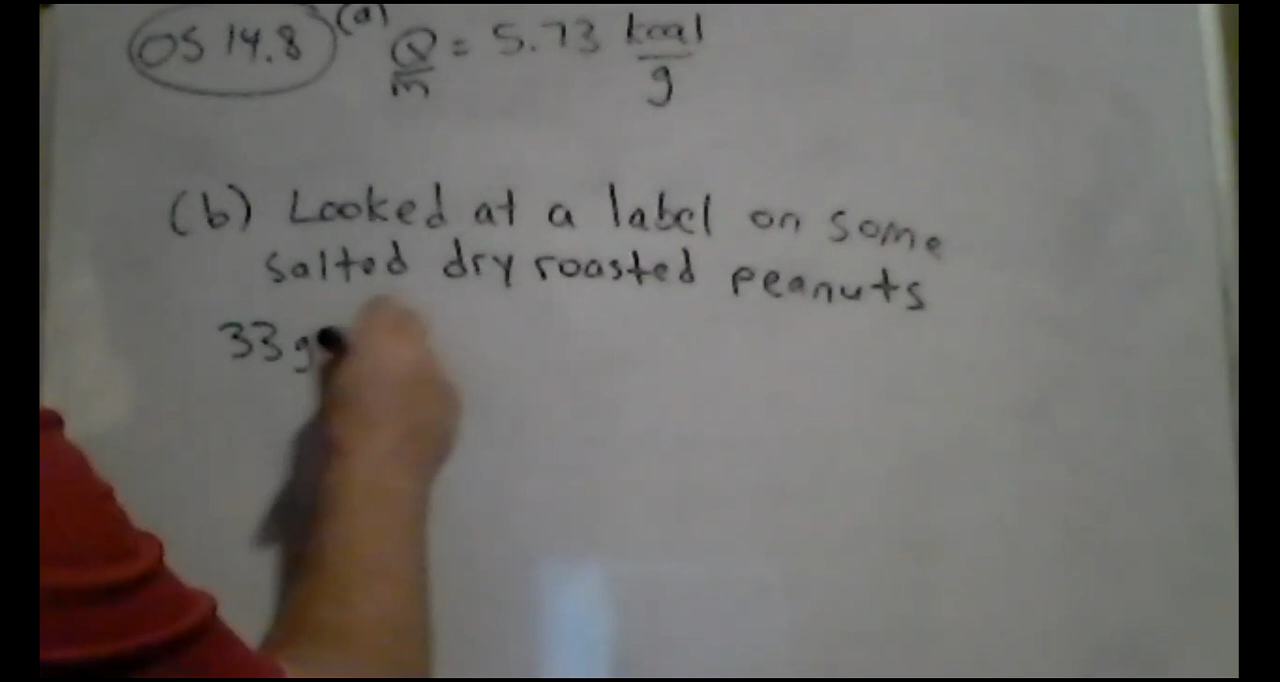 OS 14.8 (a) Q/m = 5.73 kcal/g
(b) Looked at a label on some
salted dry roasted peanuts
33g